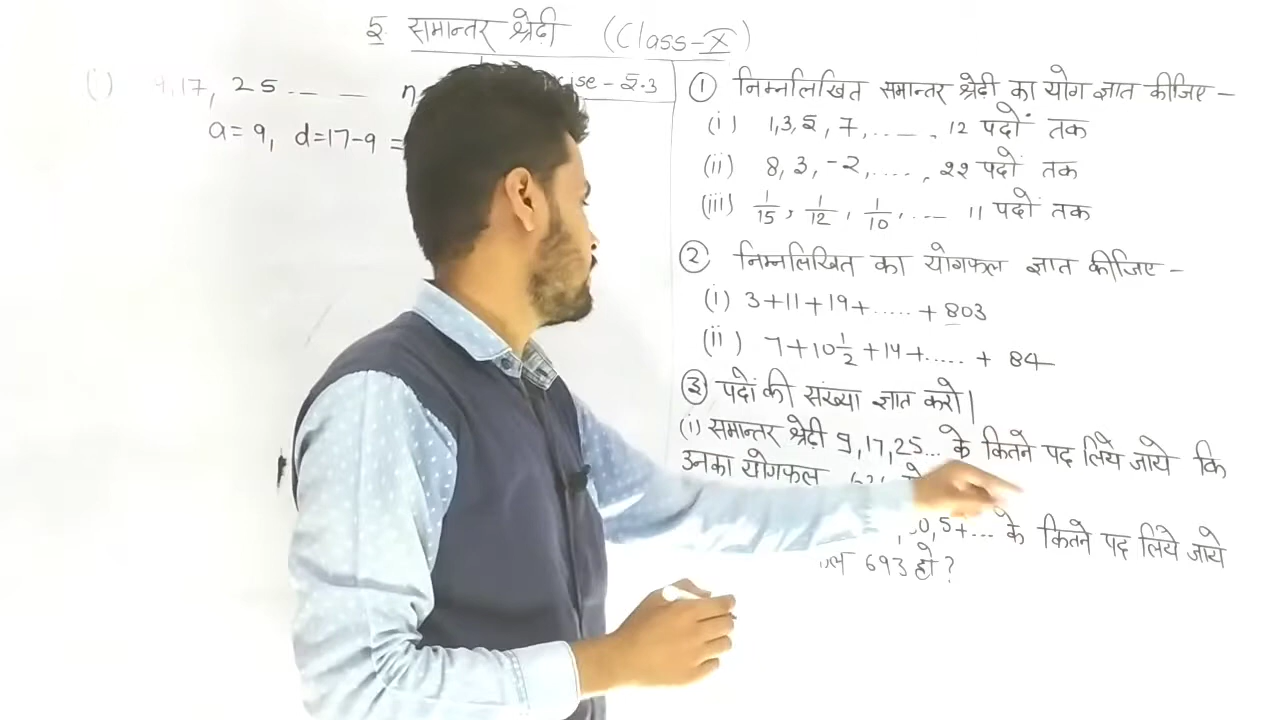 5. समान्तर श्रेढ़ी (Class-X)
(i) 9,17, 25 -- -- n
ise-5.3
a= 9, d=17-9 =
① निम्नलिखित समान्तर श्रेढ़ी का योग ज्ञात कीजिए -
(i) 1,3,5, 7, ..... , 12 पदों तक
(ii) 8, 3, -2, ..... , 22 पदों तक
(iii) 1/15, 1/12, 1/10, .... 11 पदों तक
② निम्नलिखित का योगफल ज्ञात कीजिए -
(i) 3+11+19+ ..... + 803
(ii) 7+10 1/2 +14+ ..... + 84
③ पदों की संख्या ज्ञात करो।
(i) समान्तर श्रेढ़ी 9,17,25... के कितने पद लिये जाये कि
उनका योगफल
0,5+... के कितने पद लिये जाये
693 हो?